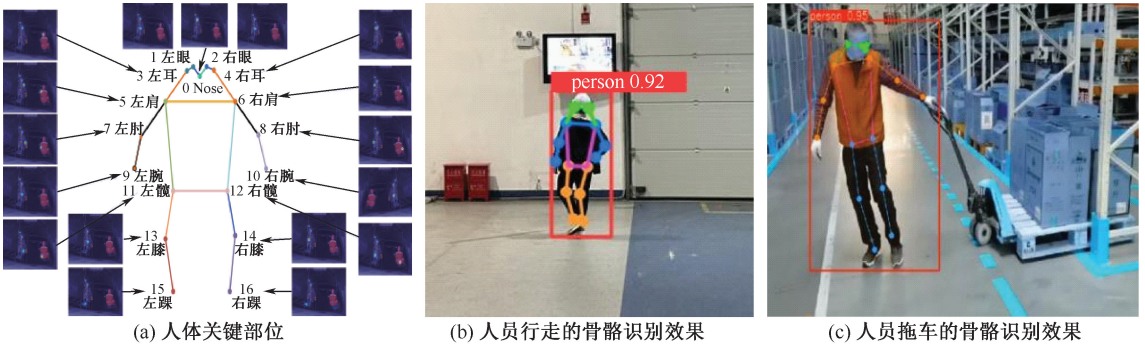 1 左眼
2 右眼
3 左耳
4 右耳
0 Nose
5 左肩
6 右肩
7 左肘
8 右肘
9 左腕
10 右腕
11 左髋
12 右髋
13
左膝
14
右膝
15
左踝
16
右踝
(a) 人体关键部位
person 0.92
(b) 人员行走的骨骼识别效果
person 0.95
(c) 人员拖车的骨骼识别效果